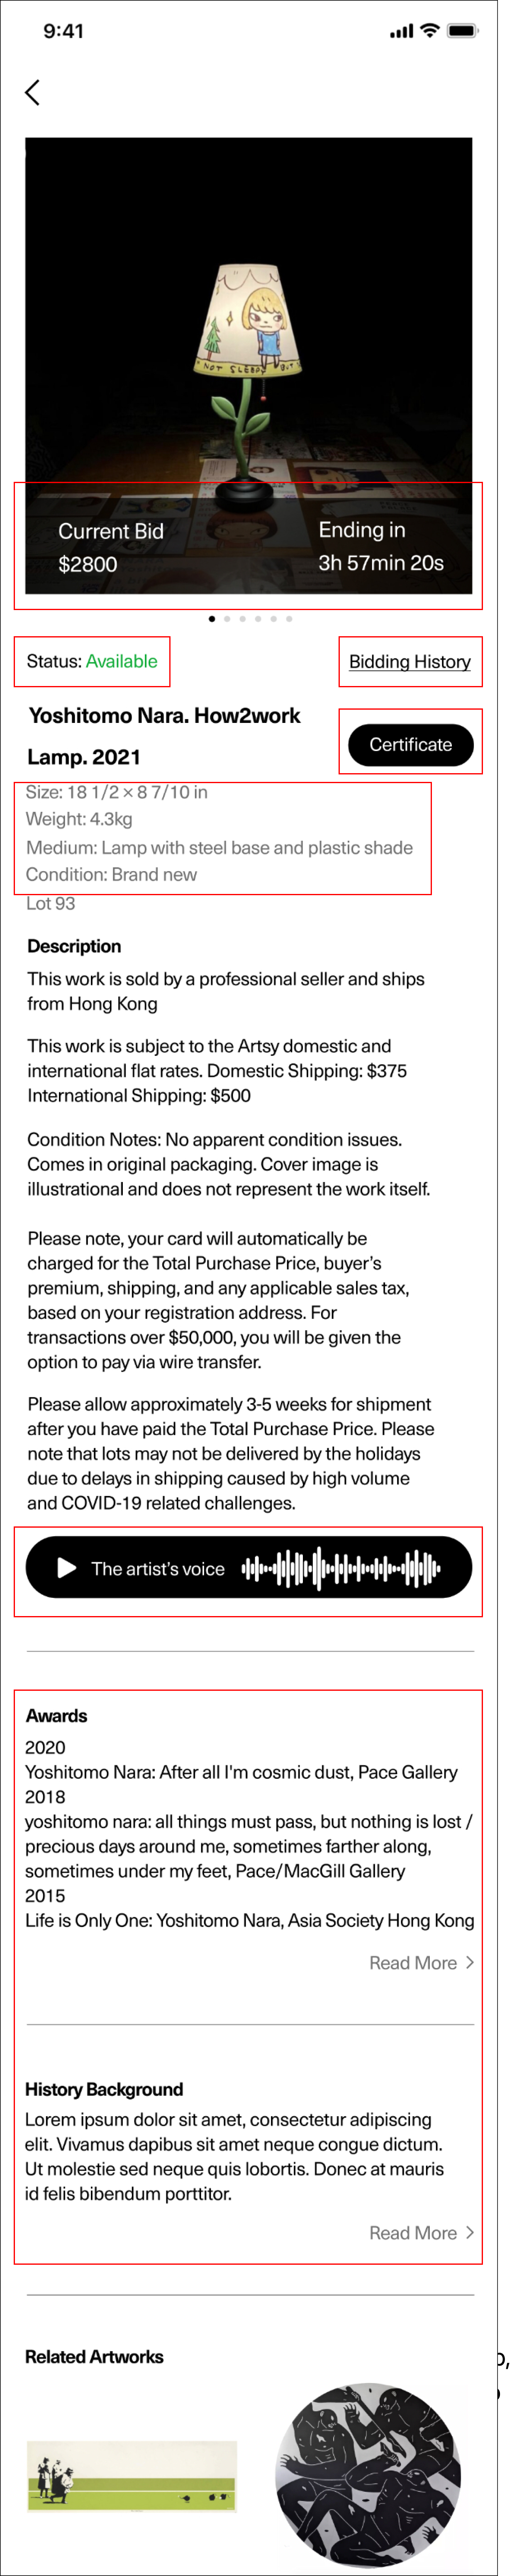 9:41
NOT SLEEPY BUT
Current Bid
$2800
Ending in
3h 57min 20s
Status: Available
Bidding History
Yoshitomo Nara. How2work
Lamp. 2021
Certificate
Size: 18 1/2 × 8 7/10 in
Weight: 4.3kg
Medium: Lamp with steel base and plastic shade
Condition: Brand new
Lot 93
Description
This work is sold by a professional seller and ships
from Hong Kong
This work is subject to the Artsy domestic and
international flat rates. Domestic Shipping: $375
International Shipping: $500
Condition Notes: No apparent condition issues.
Comes in original packaging. Cover image is
illustrational and does not represent the work itself.
Please note, your card will automatically be
charged for the Total Purchase Price, buyer's
premium, shipping, and any applicable sales tax,
based on your registration address. For
transactions over $50,000, you will be given the
option to pay via wire transfer.
Please allow approximately 3-5 weeks for shipment
after you have paid the Total Purchase Price. Please
note that lots may not be delivered by the holidays
due to delays in shipping caused by high volume
and COVID-19 related challenges.
The artist's voice
Awards
2020
Yoshitomo Nara: After all I'm cosmic dust, Pace Gallery
2018
yoshitomo nara: all things must pass, but nothing is lost /
precious days around me, sometimes farther along,
sometimes under my feet, Pace/MacGill Gallery
2015
Life is Only One: Yoshitomo Nara, Asia Society Hong Kong
Read More >
History Background
Lorem ipsum dolor sit amet, consectetur adipiscing
elit. Vivamus dapibus sit amet neque congue dictum.
Ut molestie sed neque quis lobortis. Donec at mauris
id felis bibendum porttitor.
Read More >
Related Artworks